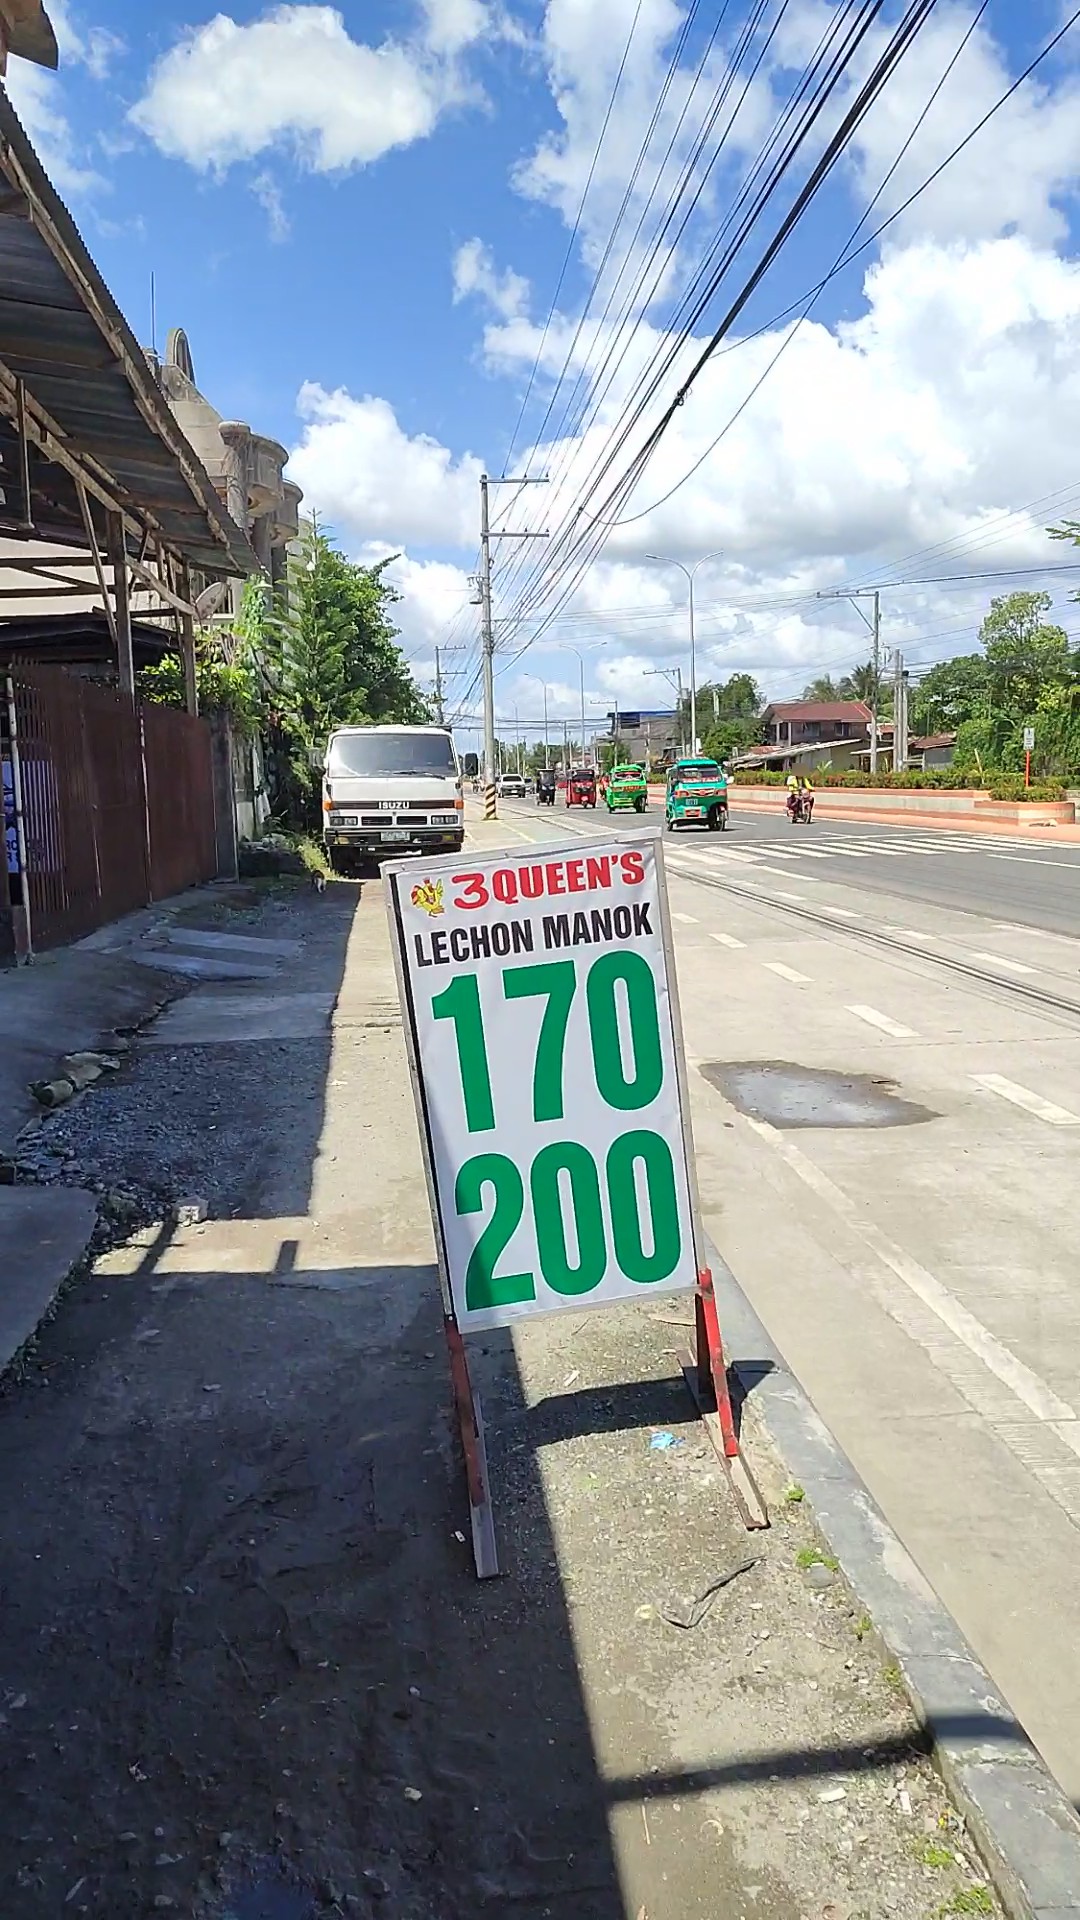 ISUZU
3QUEEN'S
LECHON MANOK
170
200